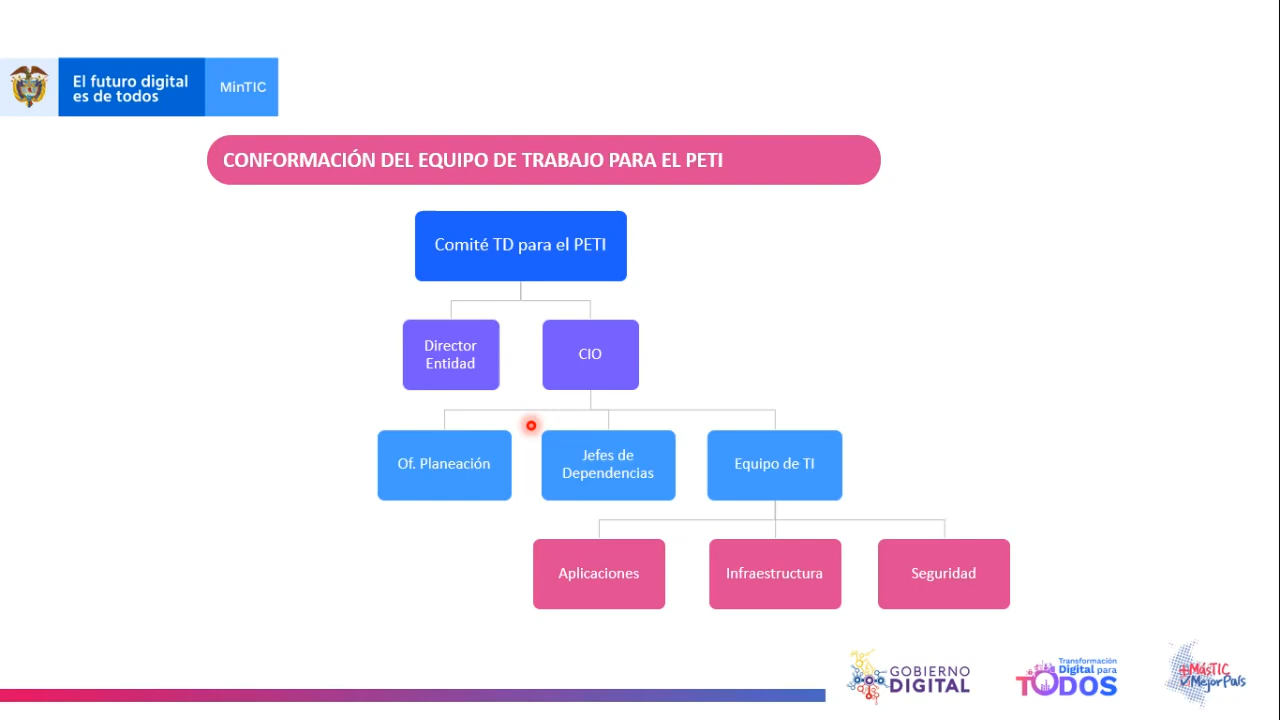 El futuro digital
es de todos
MinTIC
CONFORMACIÓN DEL EQUIPO DE TRABAJO PARA EL PETI
Comité TD para el PETI
Director
Entidad
CIO
Of. Planeación
Jefes de
Dependencias
Equipo de TI
Aplicaciones
Infraestructura
Seguridad
GOBIERNO
DIGITAL
Transformación
Digital para
TODOS
+MásTIC
MejorPaís